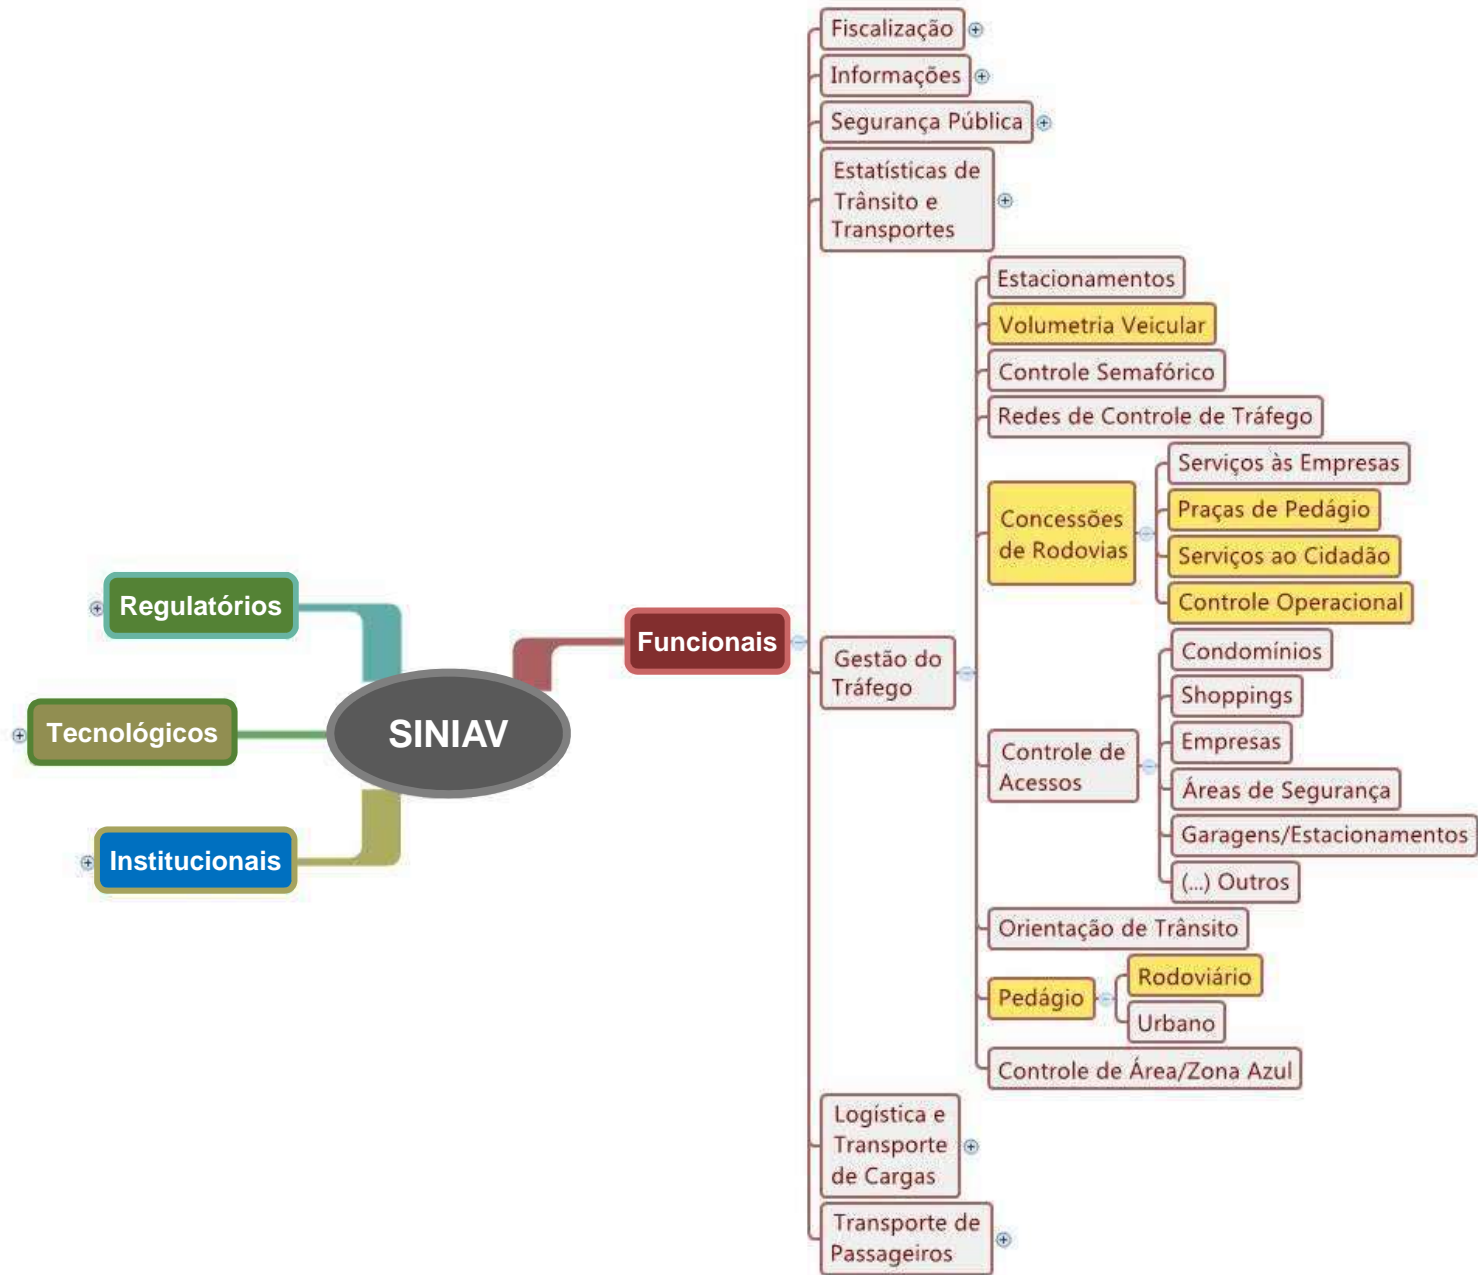 SINIAV
Regulatórios
Tecnológicos
Institucionais
Funcionais
Fiscalização
Informações
Segurança Pública
Estatísticas de
Trânsito e
Transportes
Gestão do
Tráfego
Estacionamentos
Volumetria Veicular
Controle Semafórico
Redes de Controle de Tráfego
Concessões
de Rodovias
Serviços às Empresas
Praças de Pedágio
Serviços ao Cidadão
Controle Operacional
Controle de
Acessos
Condomínios
Shoppings
Empresas
Áreas de Segurança
Garagens/Estacionamentos
(...) Outros
Orientação de Trânsito
Pedágio
Rodoviário
Urbano
Controle de Área/Zona Azul
Logística e
Transporte
de Cargas
Transporte de
Passageiros